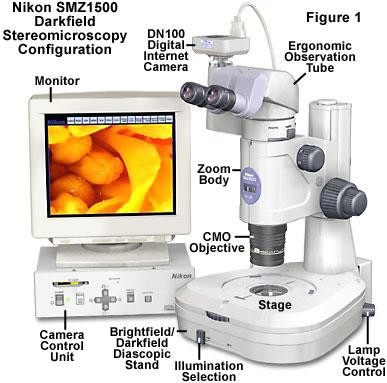 Nikon SMZ1500
Darkfield
Stereomicroscopy
Configuration
Figure 1
DN100
Digital
Internet
Camera
Ergonomic
Observation
Tube
Monitor
Zoom
Body
CMO
Objective
Nikon
Stage
Camera
Control
Unit
Brightfield/
Darkfield
Diascopic
Stand
Illumination
Selection
Lamp
Voltage
Control